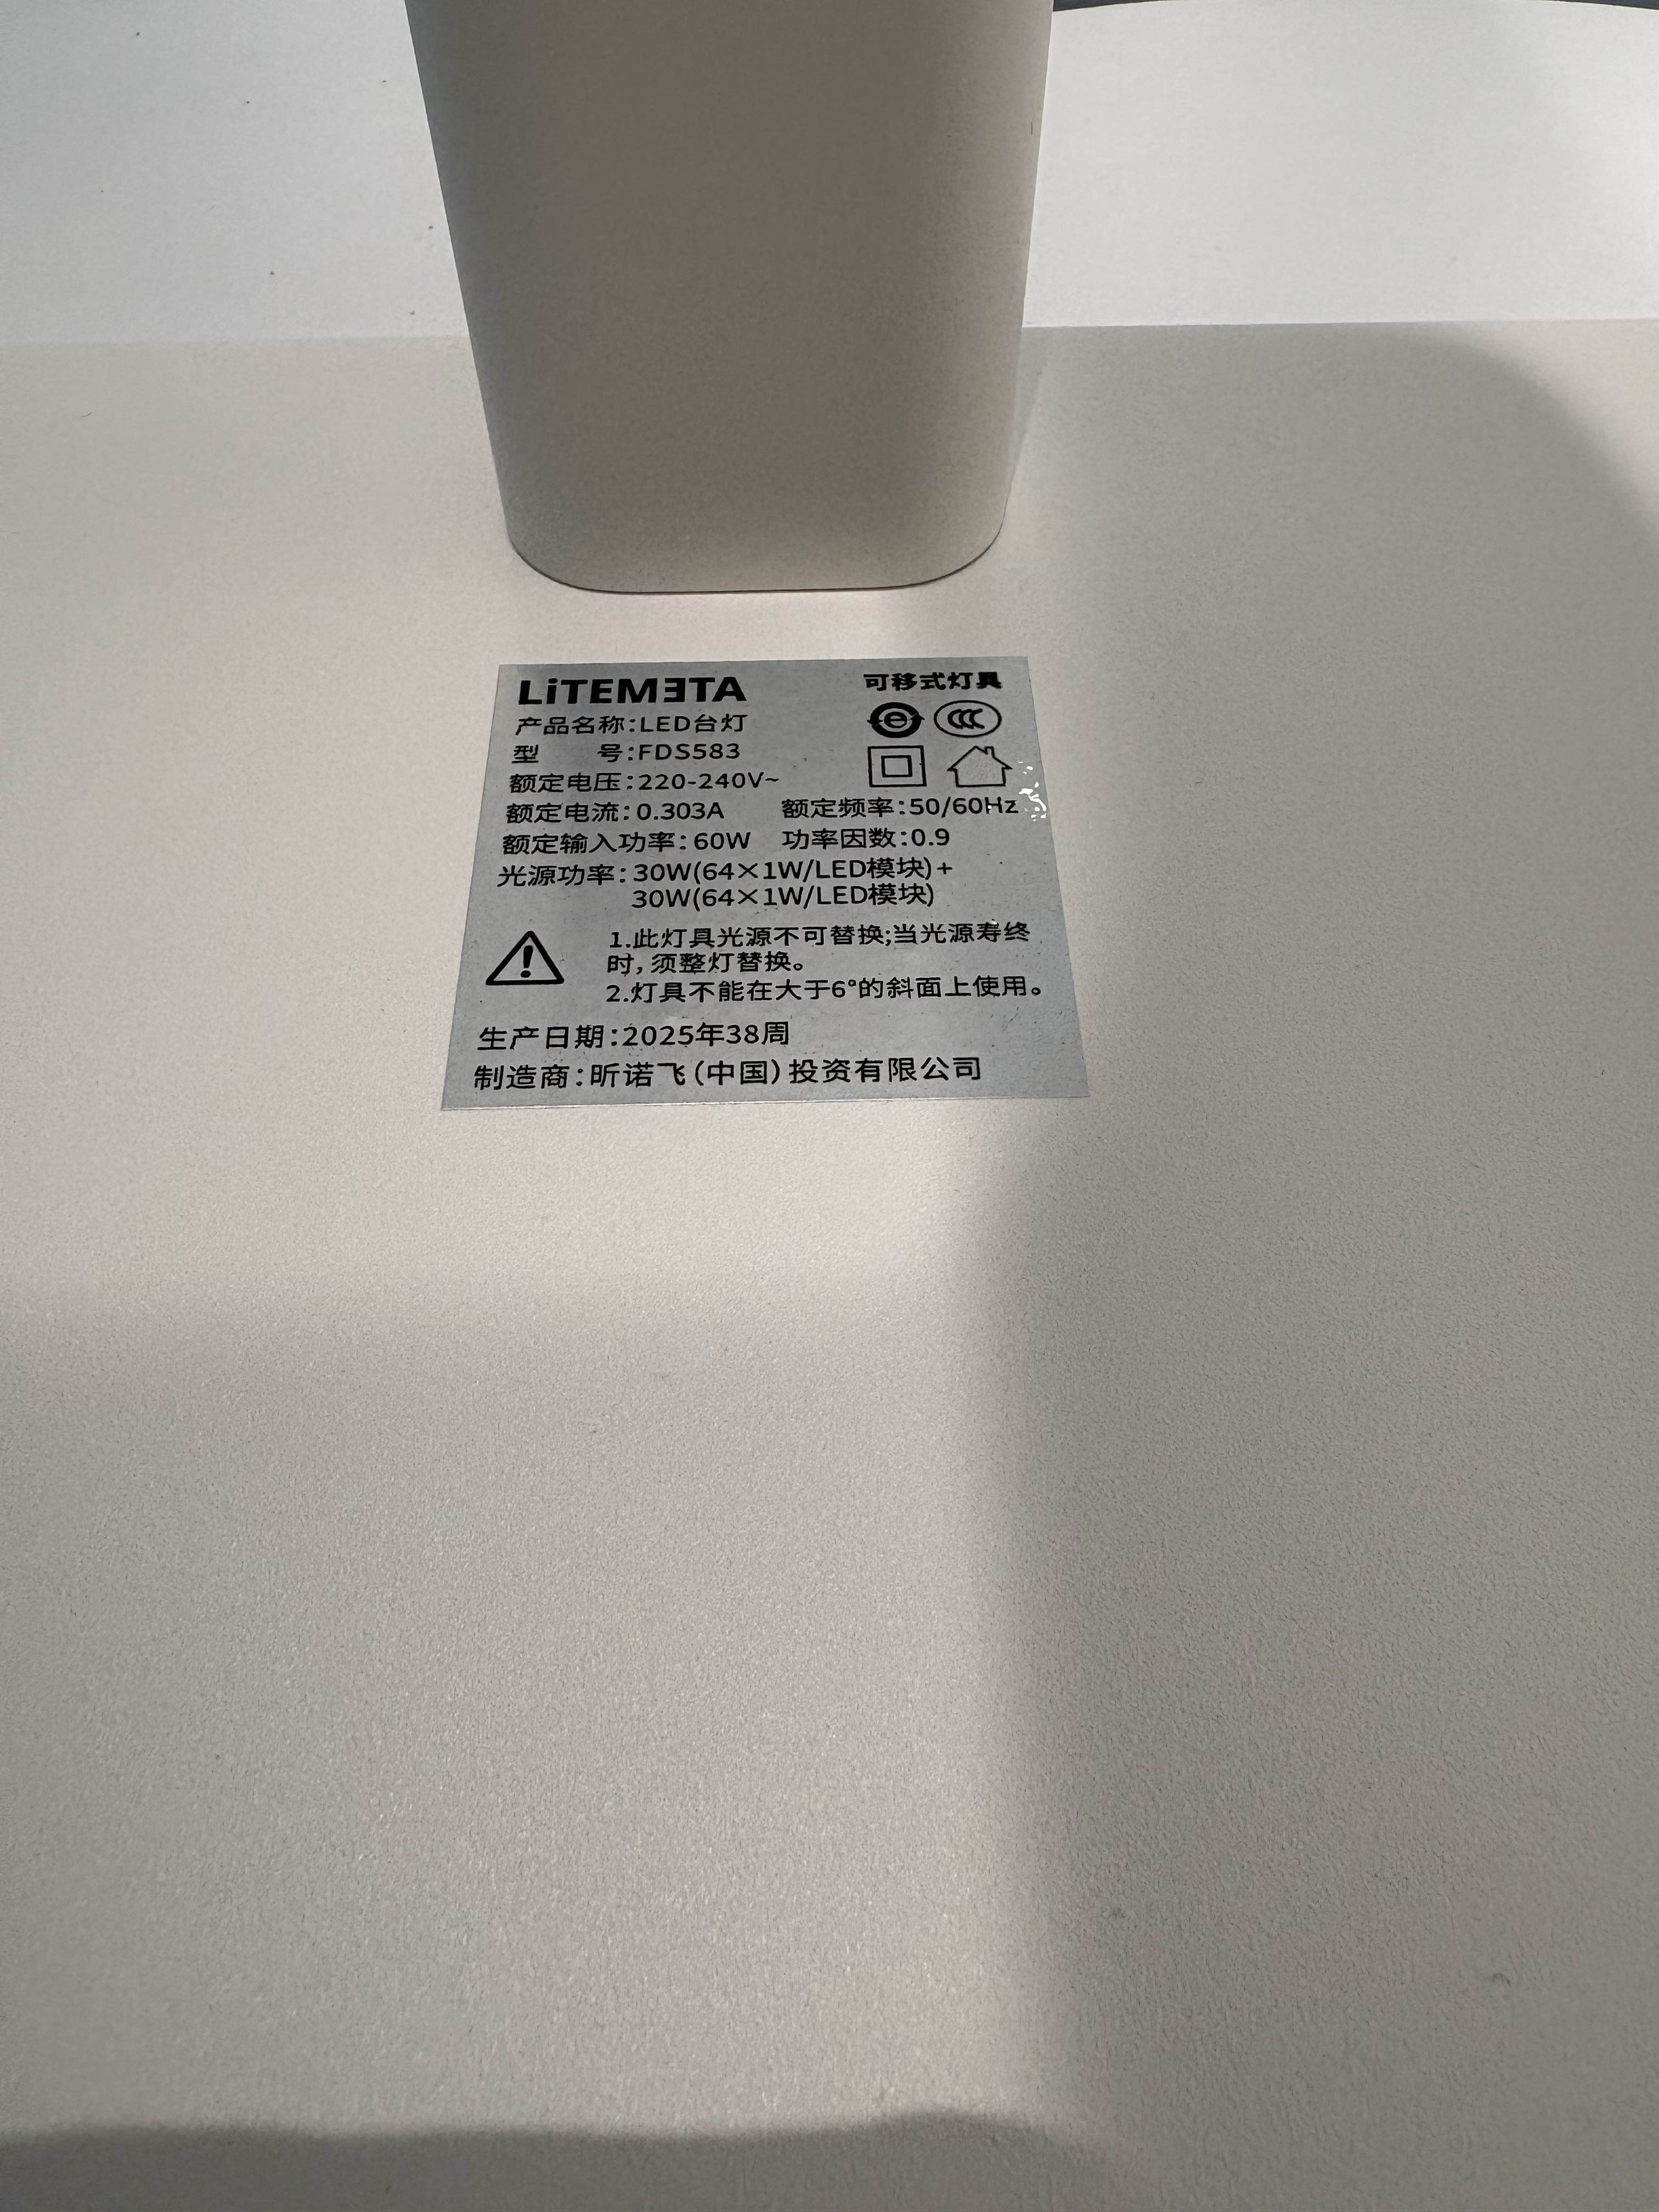 LiTEMƎTA 可移式灯具
产品名称:LED台灯
型 号:FDS583
额定电压:220-240V~
额定电流:0.303A 额定频率:50/60Hz
额定输入功率:60W 功率因数:0.9
光源功率:30W(64×1W/LED模块)+
30W(64×1W/LED模块)
1.此灯具光源不可替换;当光源寿终
时,须整灯替换。
2.灯具不能在大于6°的斜面上使用。
生产日期:2025年38周
制造商:昕诺飞(中国)投资有限公司